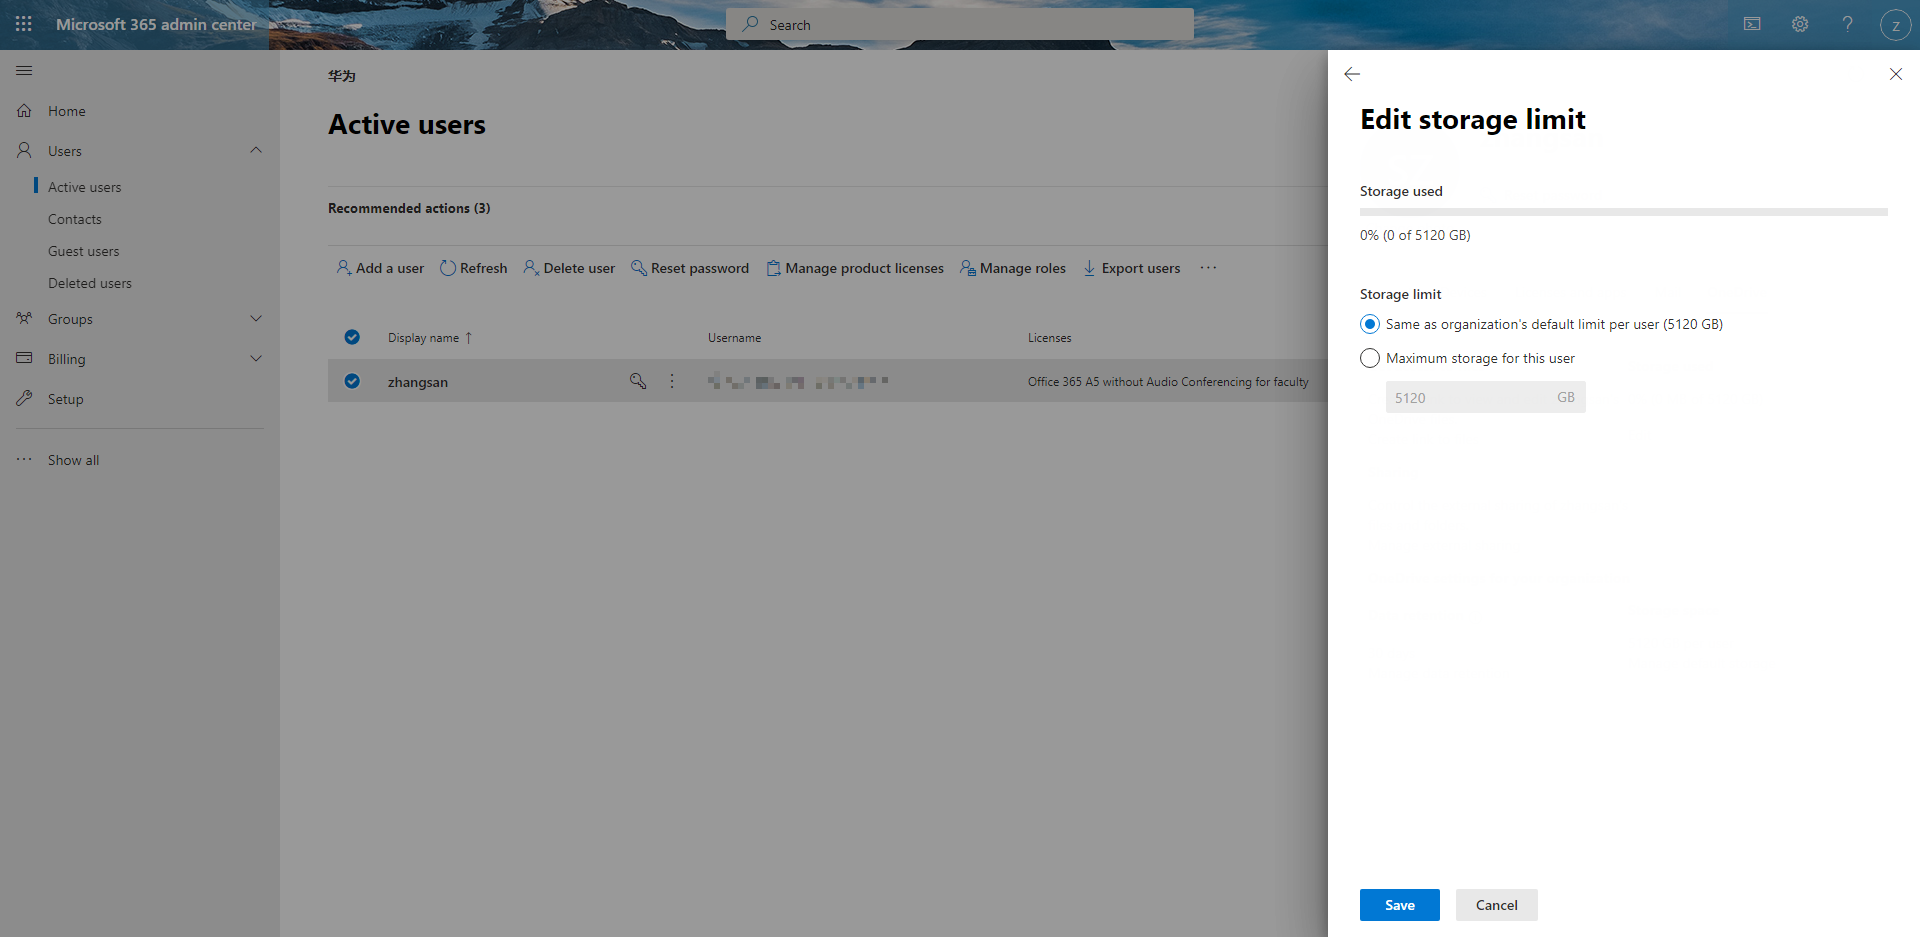 Microsoft 365 admin center
Search
z
Home
Users
Active users
Contacts
Guest users
Deleted users
Groups
Billing
Setup
Show all
华为
Active users
Recommended actions (3)
Add a user Refresh Delete user Reset password Manage product licenses Manage roles Export users
Display name ↑ Username Licenses
zhangsan Office 365 A5 without Audio Conferencing for faculty
Edit storage limit
Storage used
0% (0 of 5120 GB)
Storage limit
Same as organization's default limit per user (5120 GB)
Maximum storage for this user
5120 GB
Save Cancel